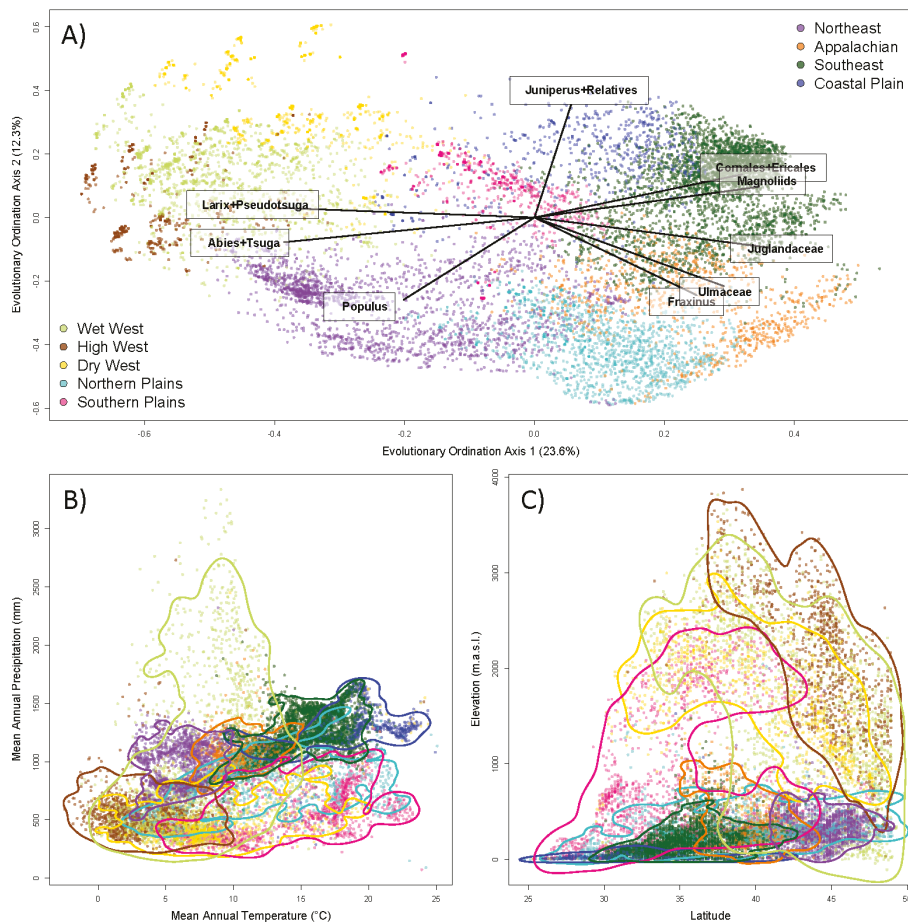 A)
Northeast
Appalachian
Southeast
Coastal Plain
Juniperus+Relatives
Cornales+Ericales
Magnoliids
Larix+Pseudotsuga
Abies+Tsuga
Juglandaceae
Ulmaceae
Fraxinus
Populus
Wet West
High West
Dry West
Northern Plains
Southern Plains
Evolutionary Ordination Axis 2 (12.3%)
0.6
0.4
0.2
0.0
-0.2
-0.4
-0.6
-0.6 -0.4 -0.2 0.0 0.2 0.4
Evolutionary Ordination Axis 1 (23.6%)
B)
Mean Annual Precipitation (mm)
3000
2500
2000
1500
1000
500
0
0 5 10 15 20 25
Mean Annual Temperature (°C)
C)
Elevation (m.a.s.l.)
4000
3000
2000
1000
0
25 30 35 40 45 50
Latitude